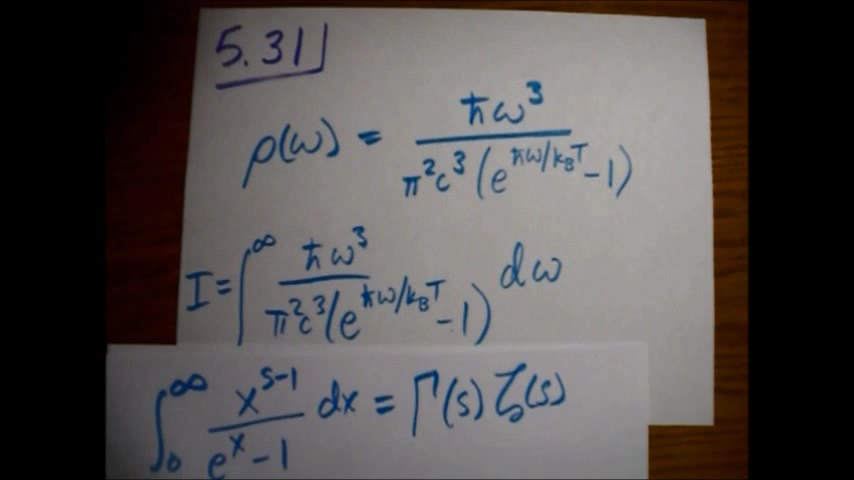 5.31
ρ(ω) = ħω³ / π²c³(e^{ħω/k_BT} - 1)
I = ∫^∞ ħω³ / π²c³(e^{ħω/k_BT} - 1) dω
∫₀^∞ x^{s-1} / e^x - 1 dx = Γ(s) ζ(s)